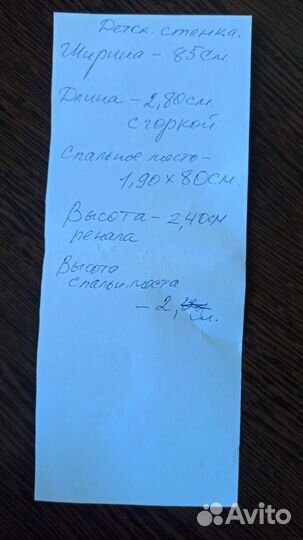 Детск. стенка.
Ширина - 85см.
Длина - 2,80см.
с горкой
Спальное место -
1,90 x 80см.
Высота - 2,40см
пенала
Высота
спальн. места
- 2, м.
Avito